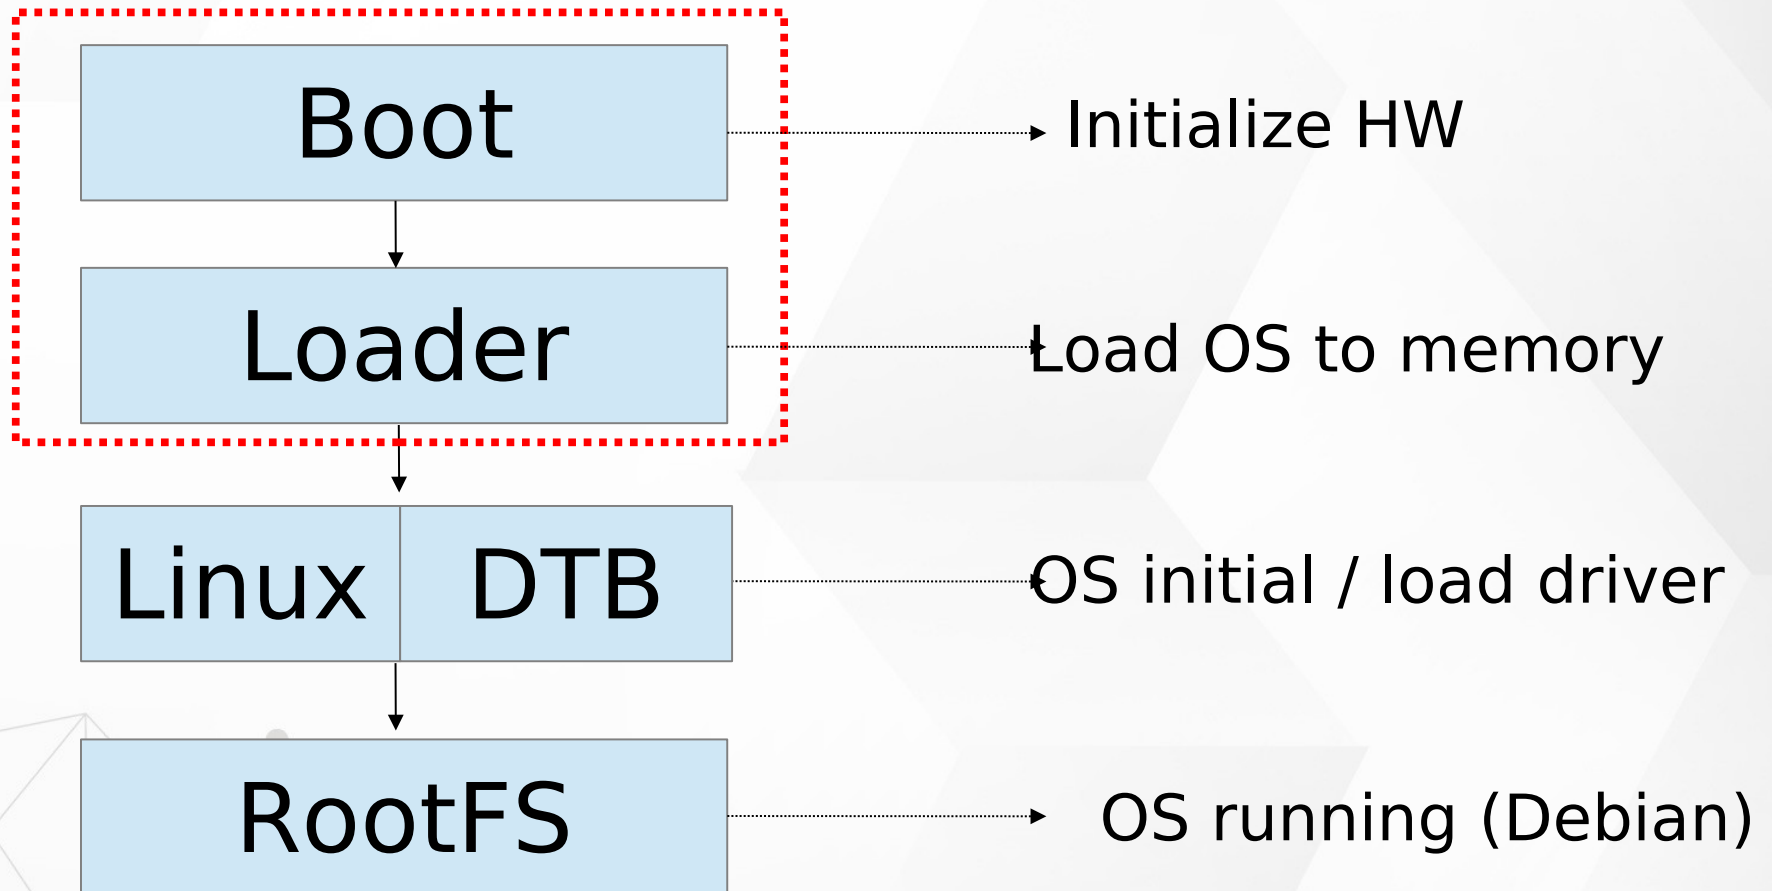 Boot
Initialize HW
Loader
Load OS to memory
Linux
DTB
OS initial / load driver
RootFS
OS running (Debian)